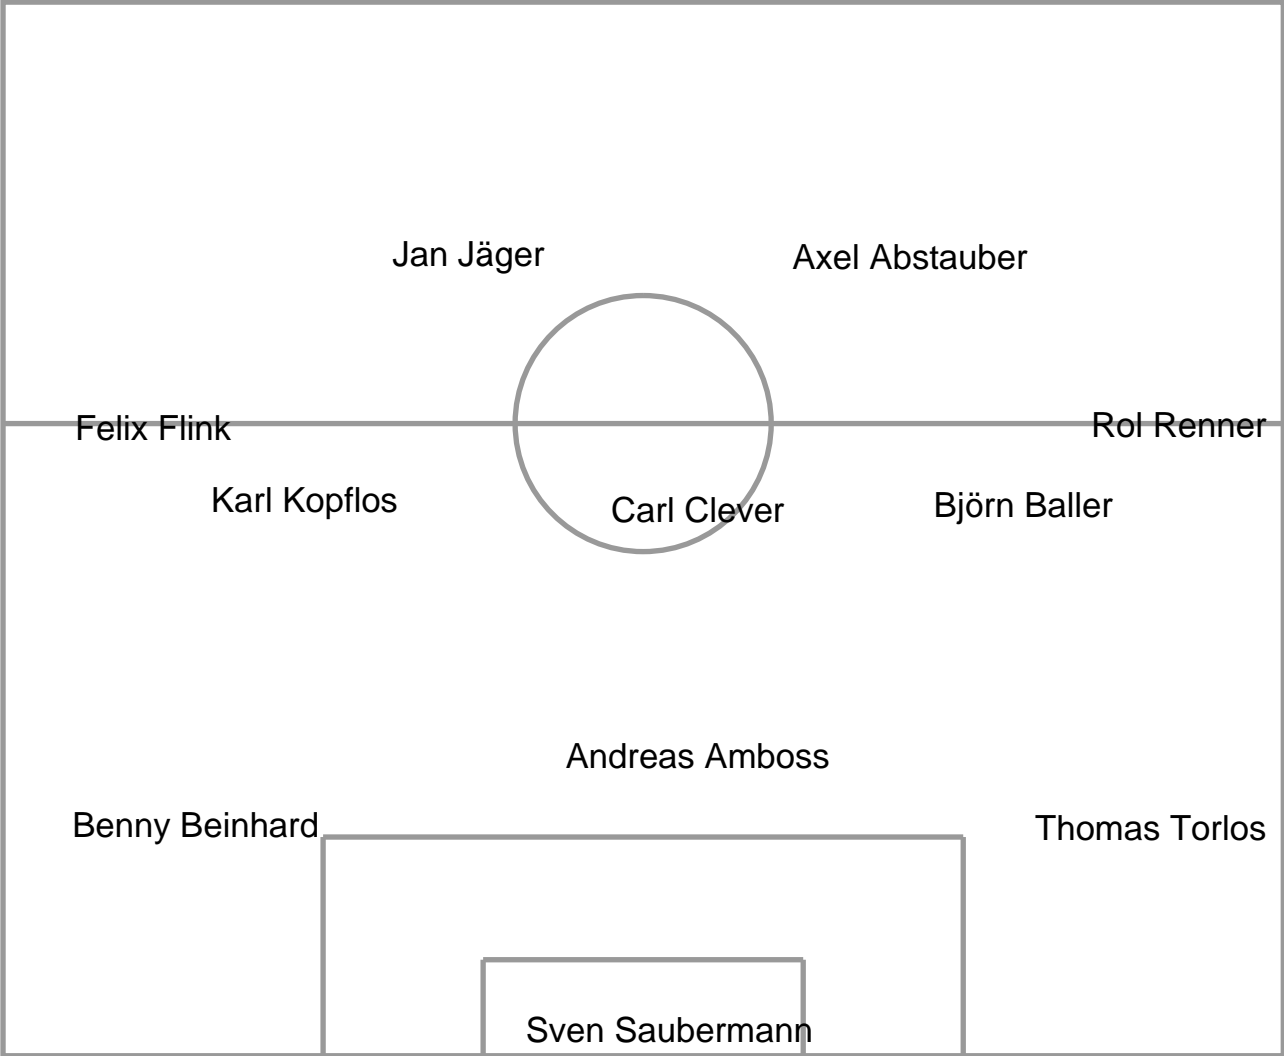 Jan Jäger
Axel Abstauber
Felix Flink
Rol Renner
Karl Kopflos
Carl Clever
Björn Baller
Andreas Amboss
Benny Beinhard
Thomas Torlos
Sven Saubermann